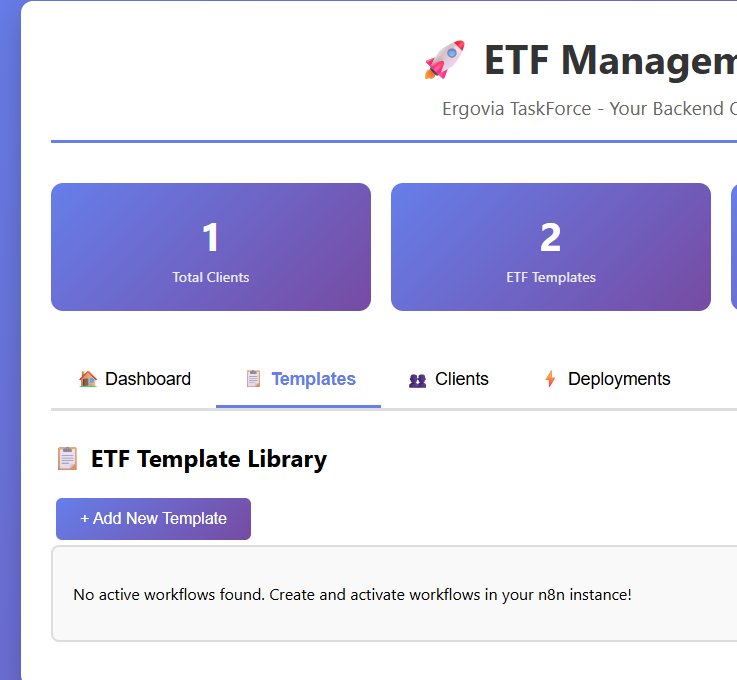 🚀 ETF Managem
Ergovia TaskForce - Your Backend
1
Total Clients
2
ETF Templates
🏠 Dashboard
📋 Templates
👥 Clients
⚡ Deployments
📋 ETF Template Library
+ Add New Template
No active workflows found. Create and activate workflows in your n8n instance!